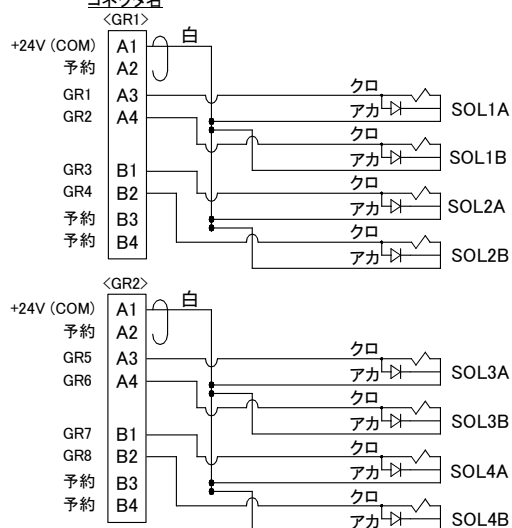 コネクタ名
<GR1>
白
+24V (COM) A1
予約 A2
GR1 A3
GR2 A4
GR3 B1
GR4 B2
予約 B3
予約 B4
クロ
アカ SOL1A
クロ
アカ SOL1B
クロ
アカ SOL2A
クロ
アカ SOL2B
<GR2>
白
+24V (COM) A1
予約 A2
GR5 A3
GR6 A4
GR7 B1
GR8 B2
予約 B3
予約 B4
クロ
アカ SOL3A
クロ
アカ SOL3B
クロ
アカ SOL4A
クロ
アカ SOL4B